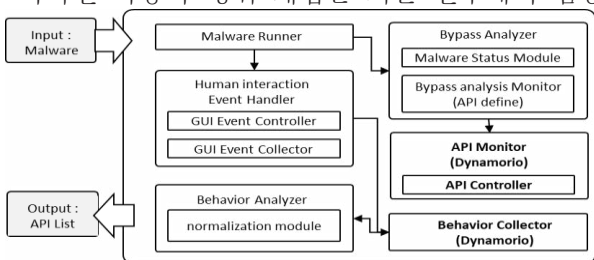 Input :
Malware
Malware Runner
Human interaction
Event Handler
GUI Event Controller
GUI Event Collector
Bypass Analyzer
Malware Status Module
Bypass analysis Monitor
(API define)
API Monitor
(Dynamorio)
API Controller
Output :
API List
Behavior Analyzer
normalization module
Behavior Collector
(Dynamorio)